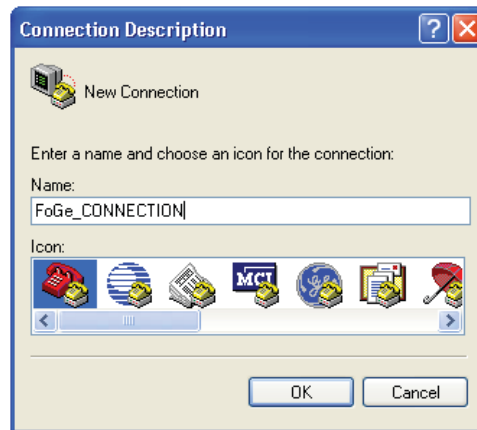 Connection Description
New Connection
Enter a name and choose an icon for the connection:
Name:
FoGe_CONNECTION
Icon:
MCI
OK
Cancel